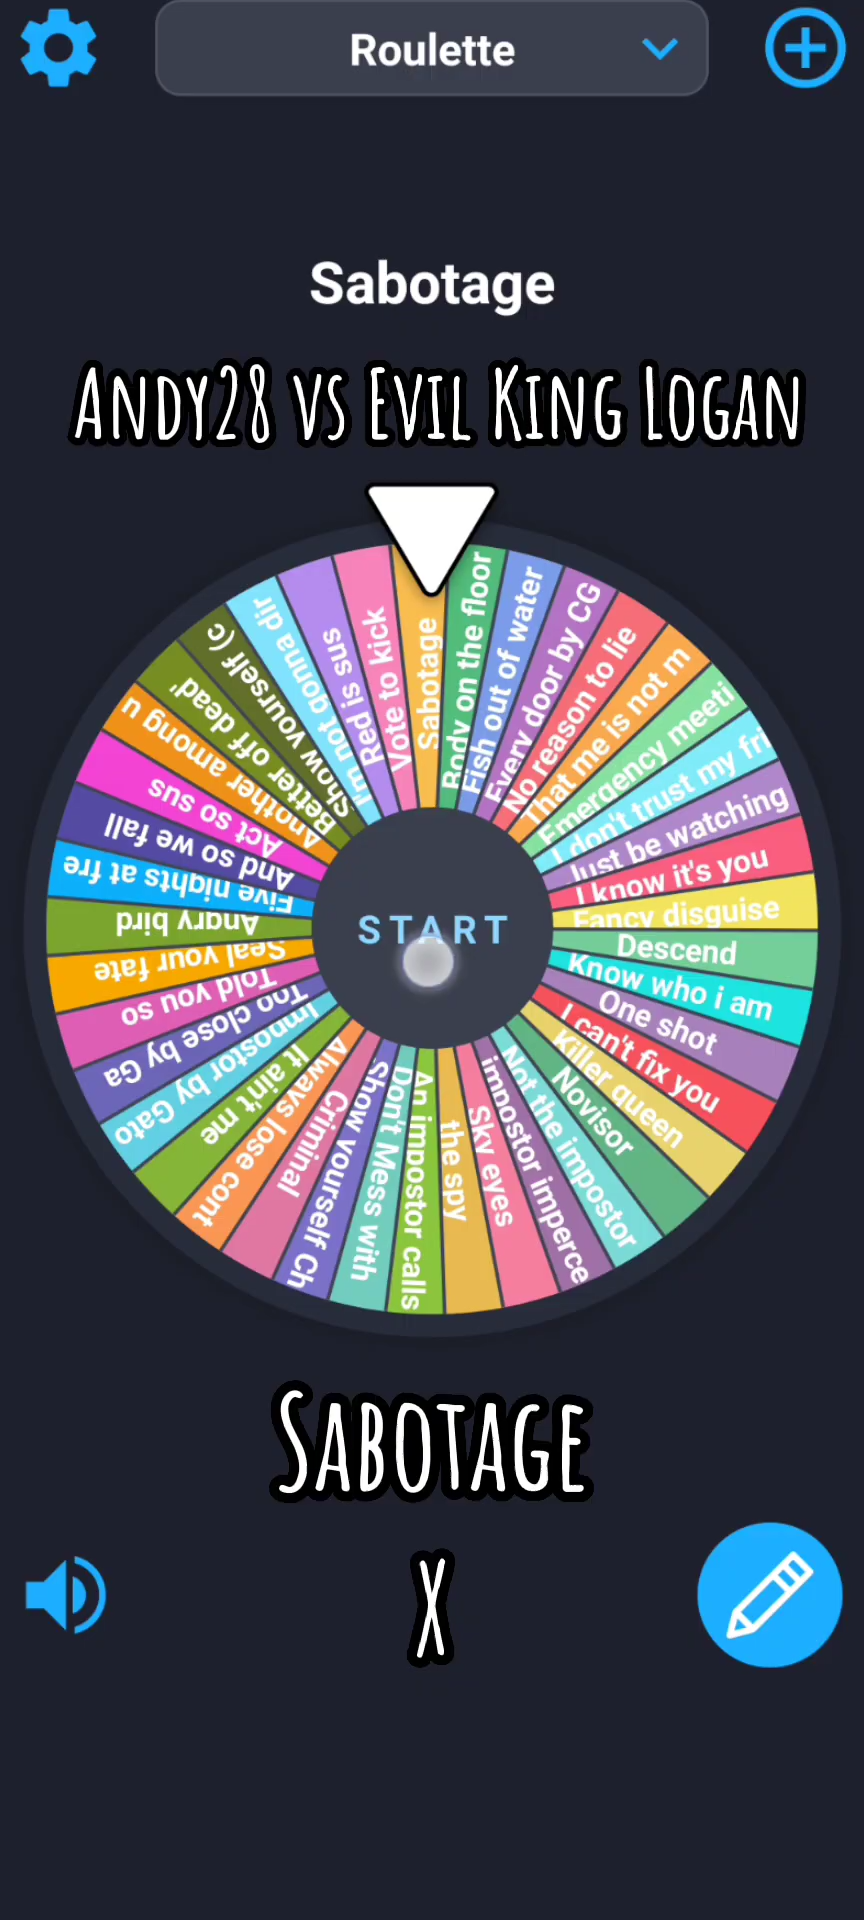 Roulette
Sabotage
Andy28 vs Evil King Logan
Sabotage
Body on the floor
Fish out of water
Every door by CG
No reason to lie
That me is not m
Emergency meeti
I don't trust my fri
Just be watching
I know it's you
Fancy disguise
Descend
Know who i am
One shot
I can't fix you
Killer queen
Novisor
Not the impostor
impostor imperce
Sky eyes
the spy
An impostor calls
Don't Mess with
Show yourself Ch
Criminal
Always lose cont
It ain't me
Impostor by Gato
Too close by Ga
Told you so
Seal your fate
Angry bird
Five nights at fre
And so we fall
Act so sus
Another among u
Better off dead'
Show yourself (c
I'm not gonna dir
Red is sus
Vote to kick
START
Sabotage
X